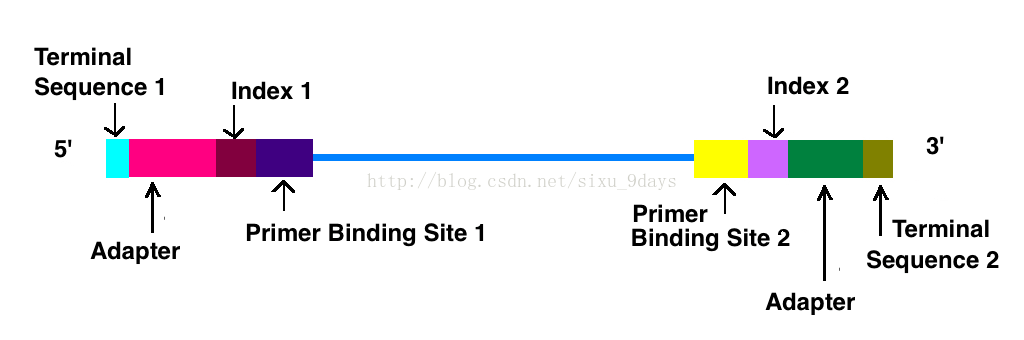 Terminal
Sequence 1
Index 1
Index 2
5'
3'
http://blog.csdn.net/sixu_9days
Adapter
Primer Binding Site 1
Primer
Binding Site 2
Terminal
Sequence 2
Adapter